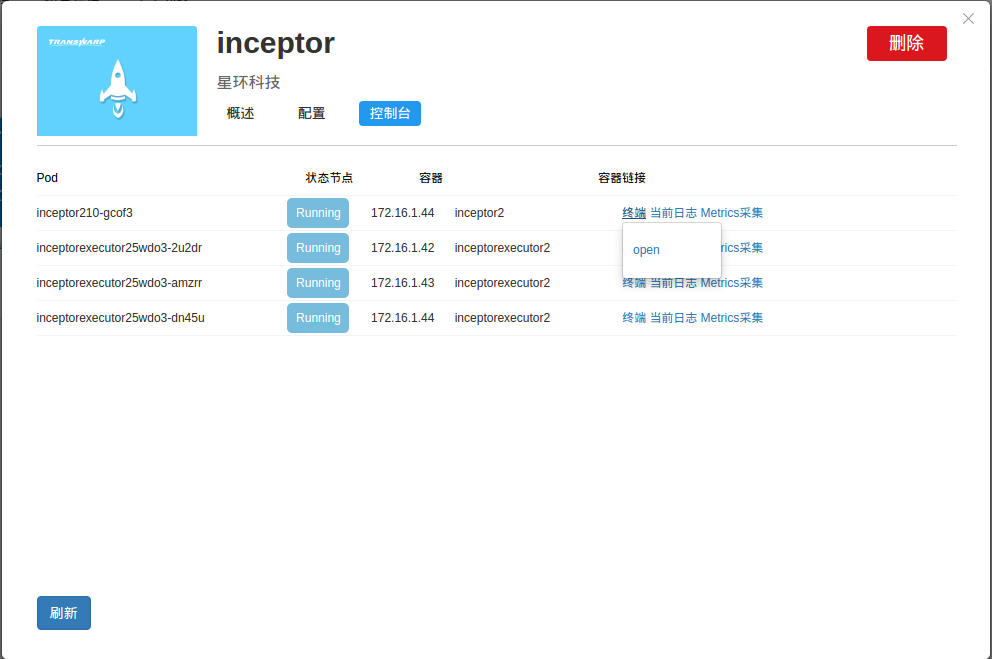 TRANSWARP
inceptor
删除
星环科技
概述 配置 控制台
Pod 状态节点 容器 容器链接
inceptor210-gcof3 Running 172.16.1.44 inceptor2 终端 当前日志 Metrics采集
inceptorexecutor25wdo3-2u2dr Running 172.16.1.42 inceptorexecutor2 open rics采集
inceptorexecutor25wdo3-amzrr Running 172.16.1.43 inceptorexecutor2 终端 当前日志 Metrics采集
inceptorexecutor25wdo3-dn45u Running 172.16.1.44 inceptorexecutor2 终端 当前日志 Metrics采集
刷新